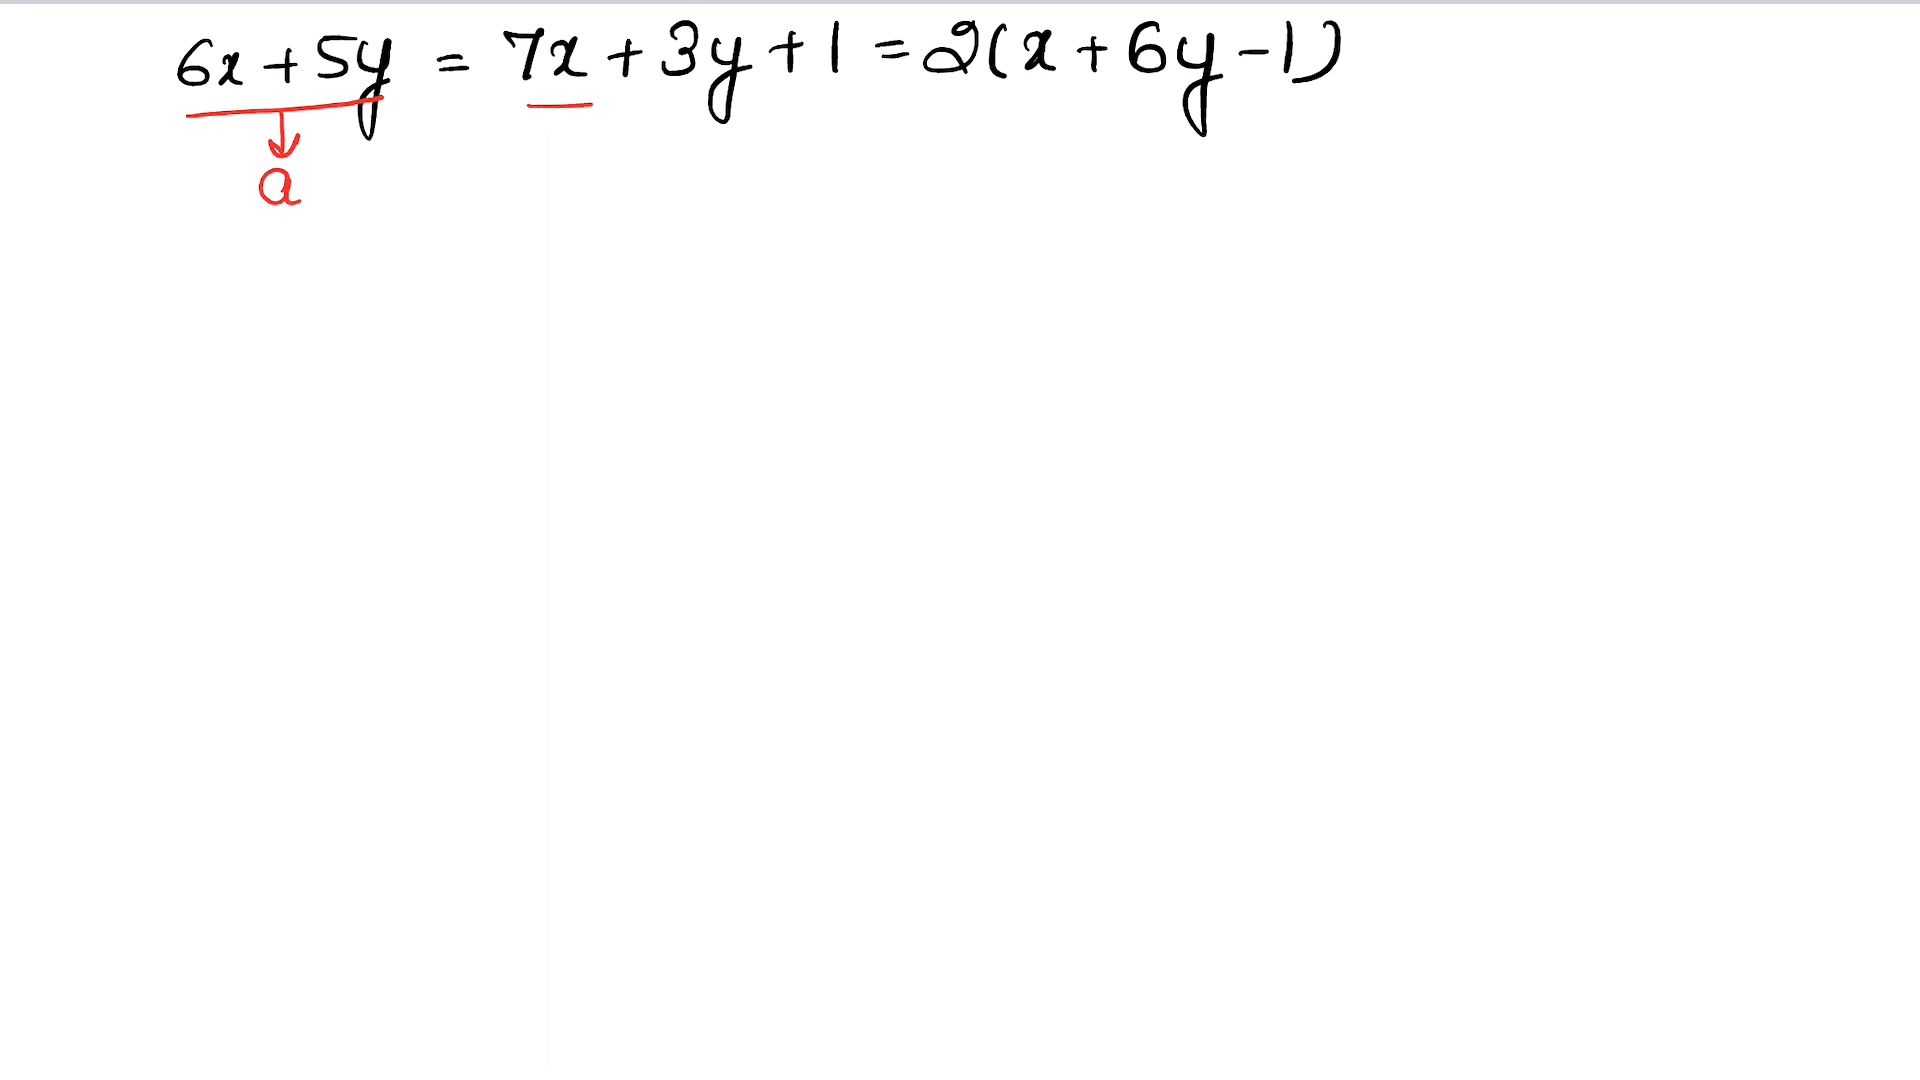 6x + 5y = 7x + 3y + 1 = 2(x + 6y - 1)
a